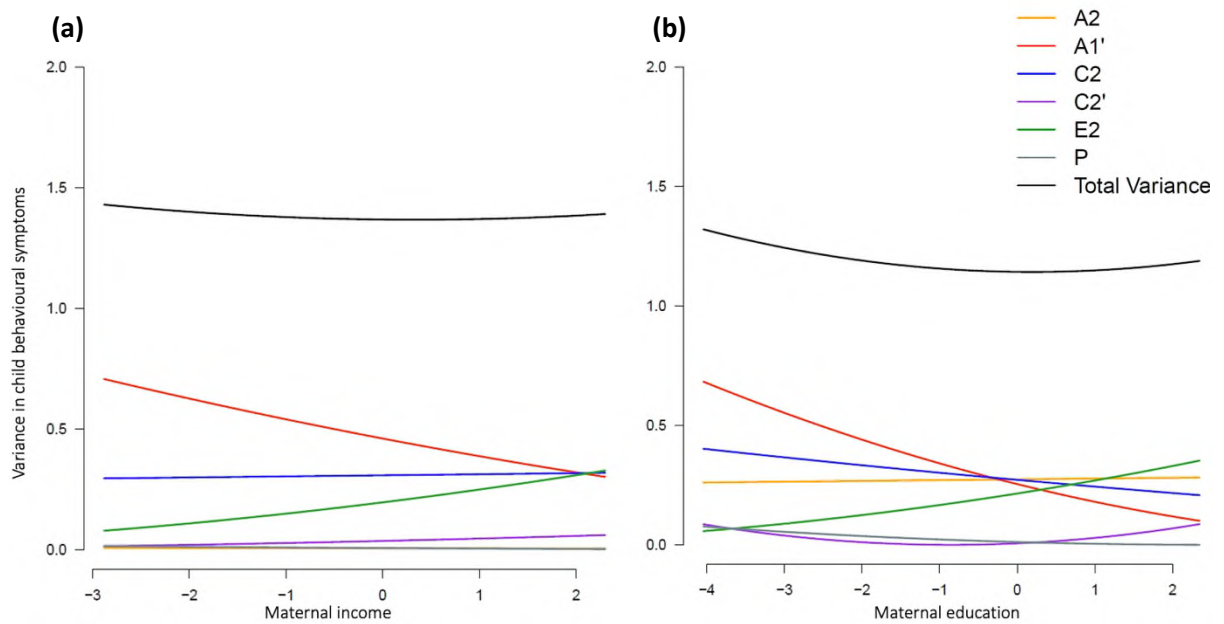 (a)
(b)
A2
A1'
C2
C2'
E2
P
Total Variance
Variance in child behavioural symptoms
2.0
1.5
1.0
0.5
0.0
−3 −2 −1 0 1 2
Maternal income
2.0
1.5
1.0
0.5
0.0
−4 −3 −2 −1 0 1 2
Maternal education